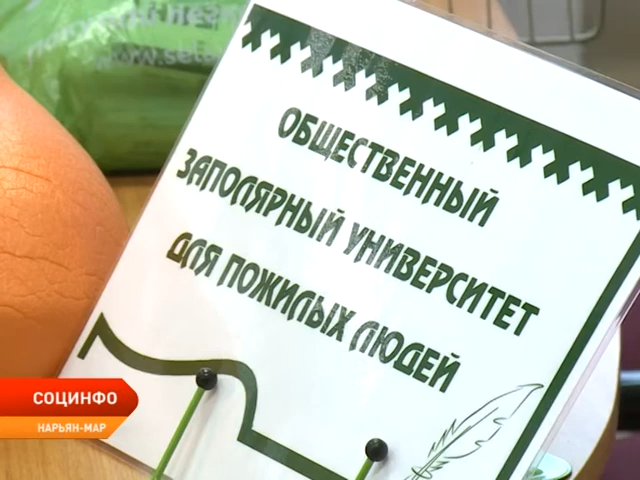 ОБЩЕСТВЕННЫЙ
ЗАПОЛЯРНЫЙ УНИВЕРСИТЕТ
ДЛЯ ПОЖИЛЫХ ЛЮДЕЙ
СОЦИНФО
НАРЬЯН-МАР